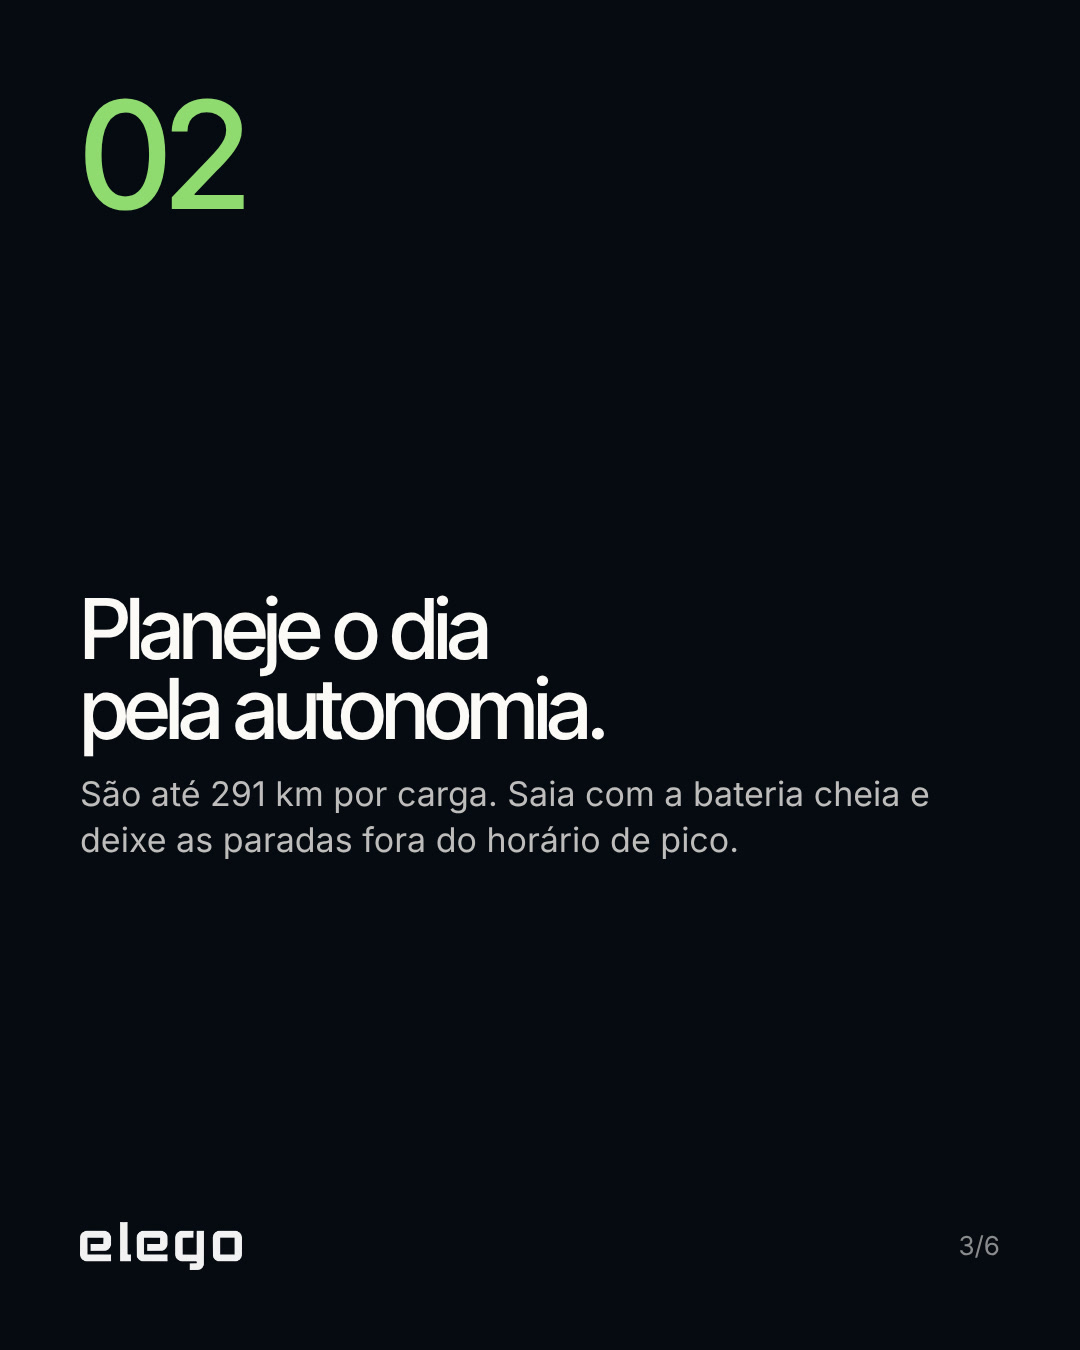 02
Planeje o dia
pela autonomia.
São até 291 km por carga. Saia com a bateria cheia e
deixe as paradas fora do horário de pico.
elego
3/6